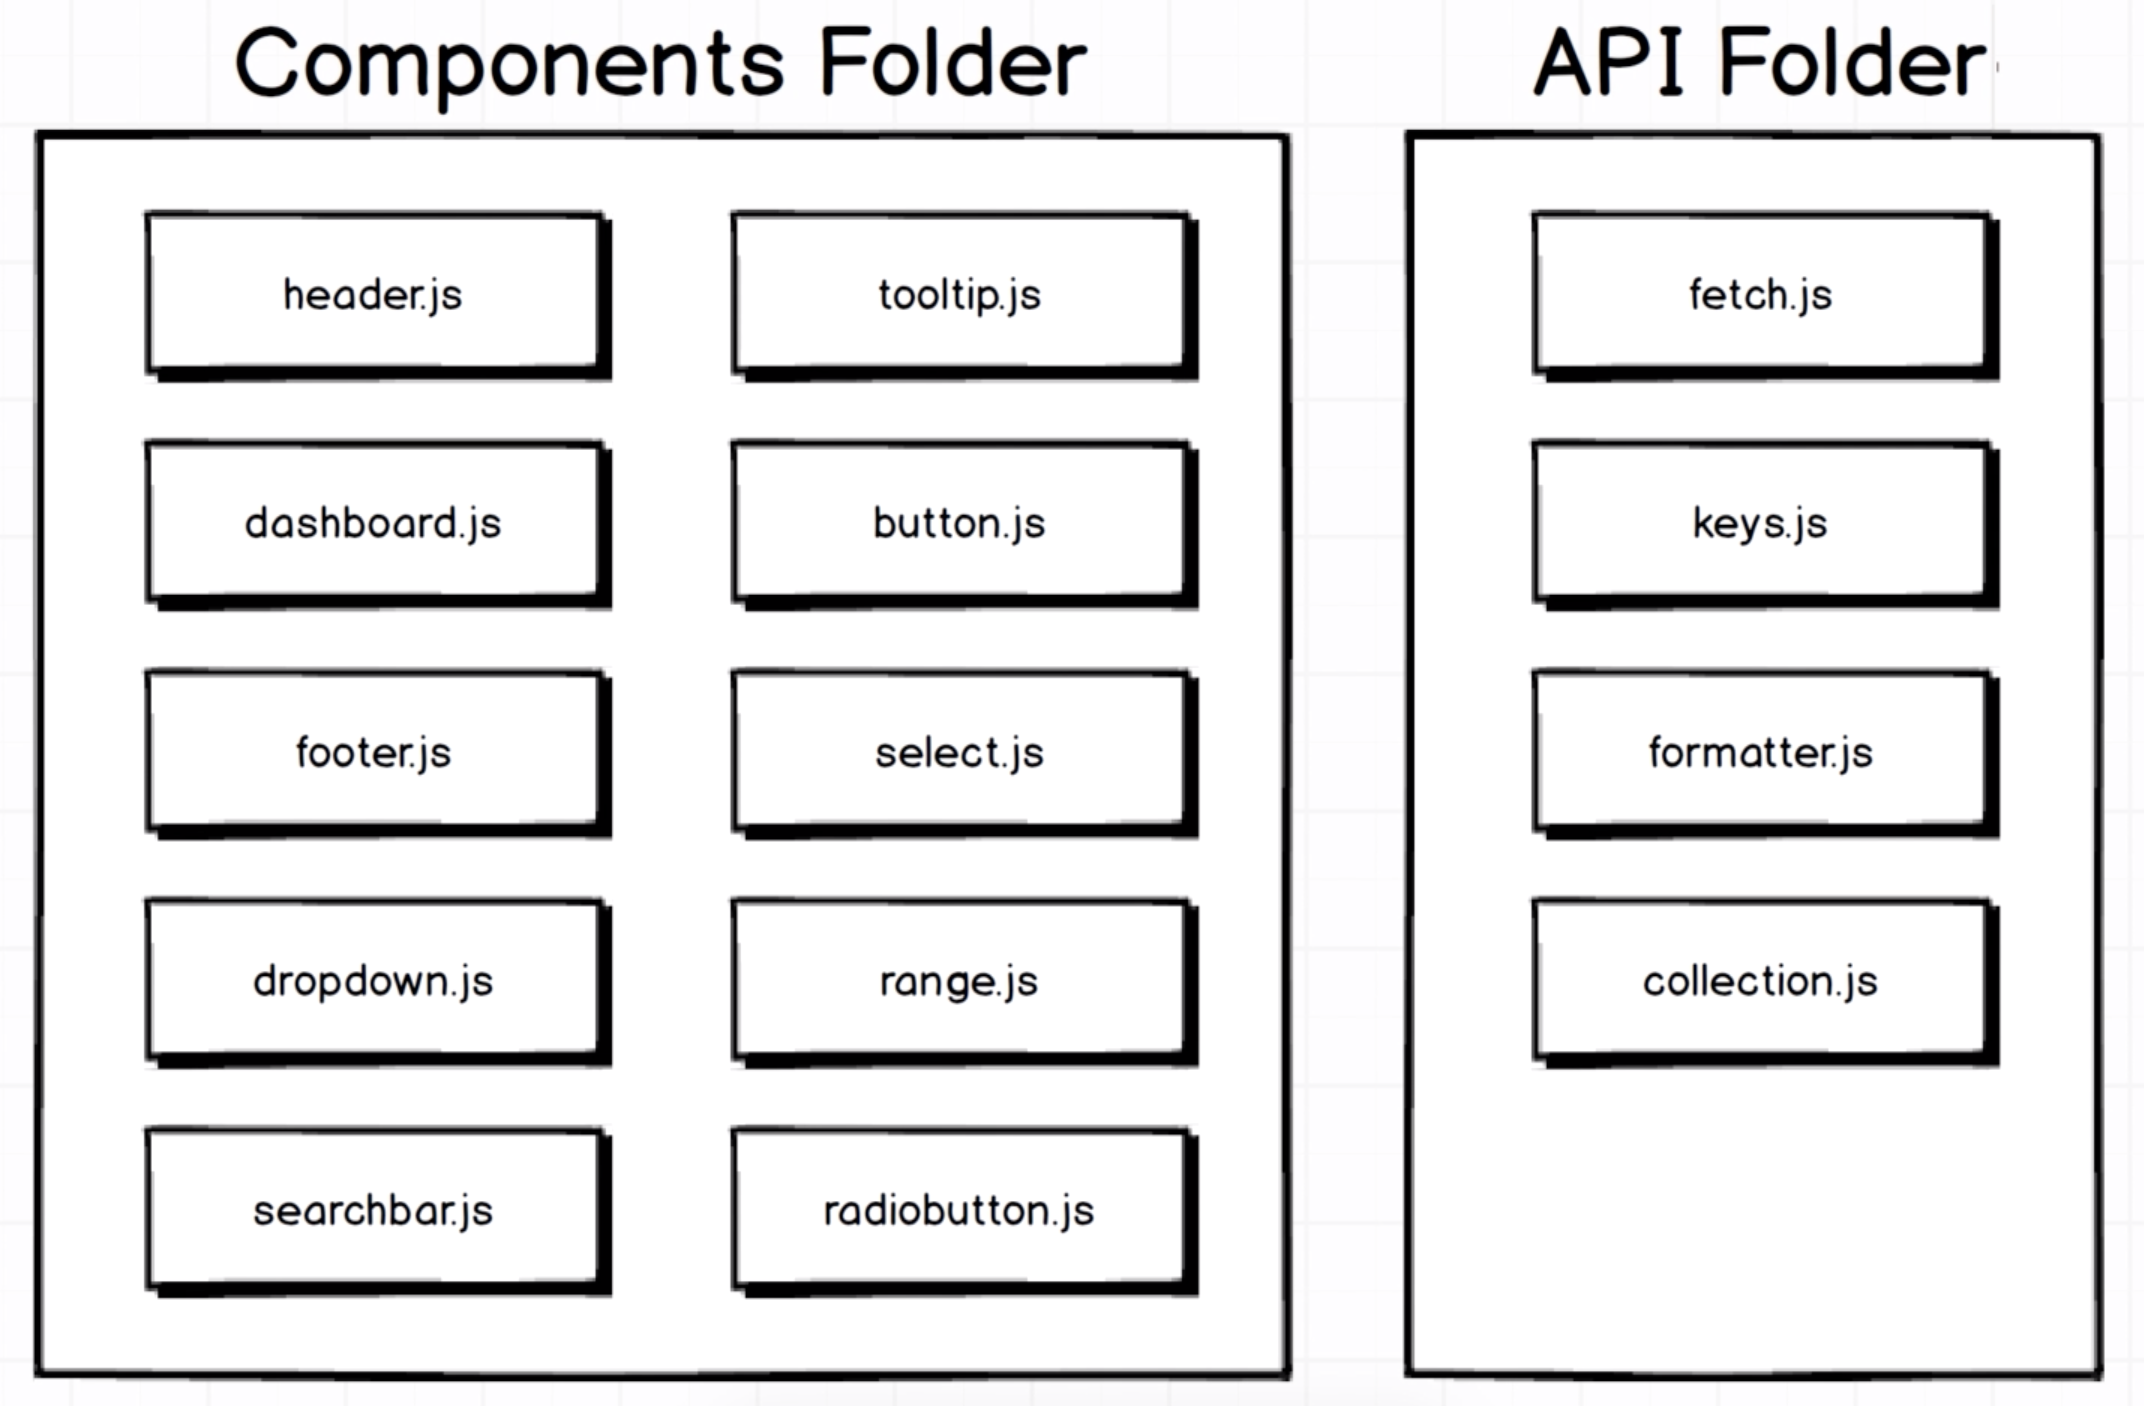 Components Folder
header.js
tooltip.js
dashboard.js
button.js
footer.js
select.js
dropdown.js
range.js
searchbar.js
radiobutton.js
API Folder
fetch.js
keys.js
formatter.js
collection.js